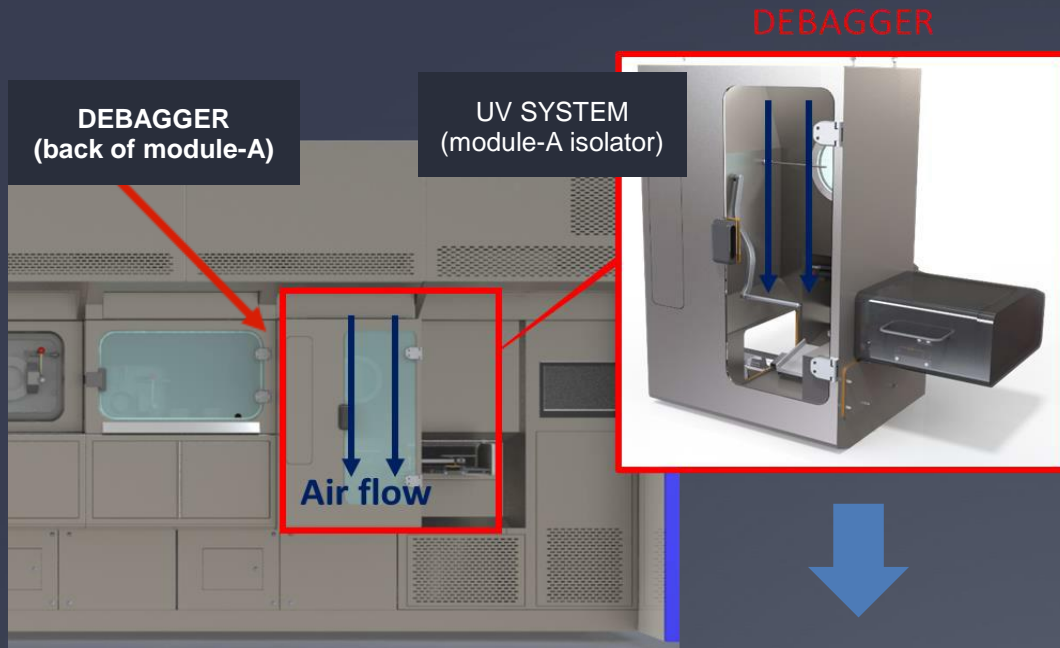 DEBAGGER
DEBAGGER
(back of module-A)
UV SYSTEM
(module-A isolator)
Air flow